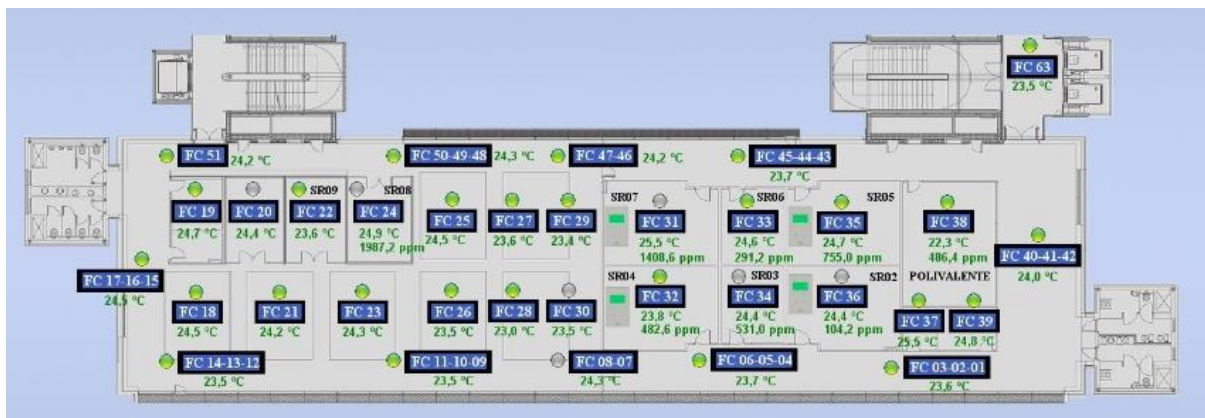 FC 63
23,5 °C
FC 51 24,2 °C
FC 50-49-48 24,3 °C
FC 47-46 24,2 °C
FC 45-44-43
23,7 °C
FC 19
24,7 °C
FC 20
24,4 °C
SR09
FC 22
23,6 °C
SR08
FC 24
24,9 °C
1987,2 ppm
FC 25
24,5 °C
FC 27
23,6 °C
FC 29
23,4 °C
SR07
FC 31
25,5 °C
1408,6 ppm
SR06
FC 33
24,6 °C
291,2 ppm
SR05
FC 35
24,7 °C
755,0 ppm
FC 38
22,3 °C
486,4 ppm
POLIVALENTE
FC 40-41-42
24,0 °C
FC 17-16-15
24,5 °C
FC 18
24,5 °C
FC 21
24,2 °C
FC 23
24,3 °C
FC 26
23,5 °C
FC 28
23,0 °C
FC 30
23,5 °C
SR04
FC 32
23,8 °C
482,6 ppm
SR03
FC 34
24,4 °C
531,0 ppm
SR02
FC 36
24,4 °C
104,2 ppm
FC 37
25,5 °C
FC 39
24,8 °C
FC 14-13-12
23,5 °C
FC 11-10-09
23,5 °C
FC 08-07
24,3 °C
FC 06-05-04
23,7 °C
FC 03-02-01
23,6 °C